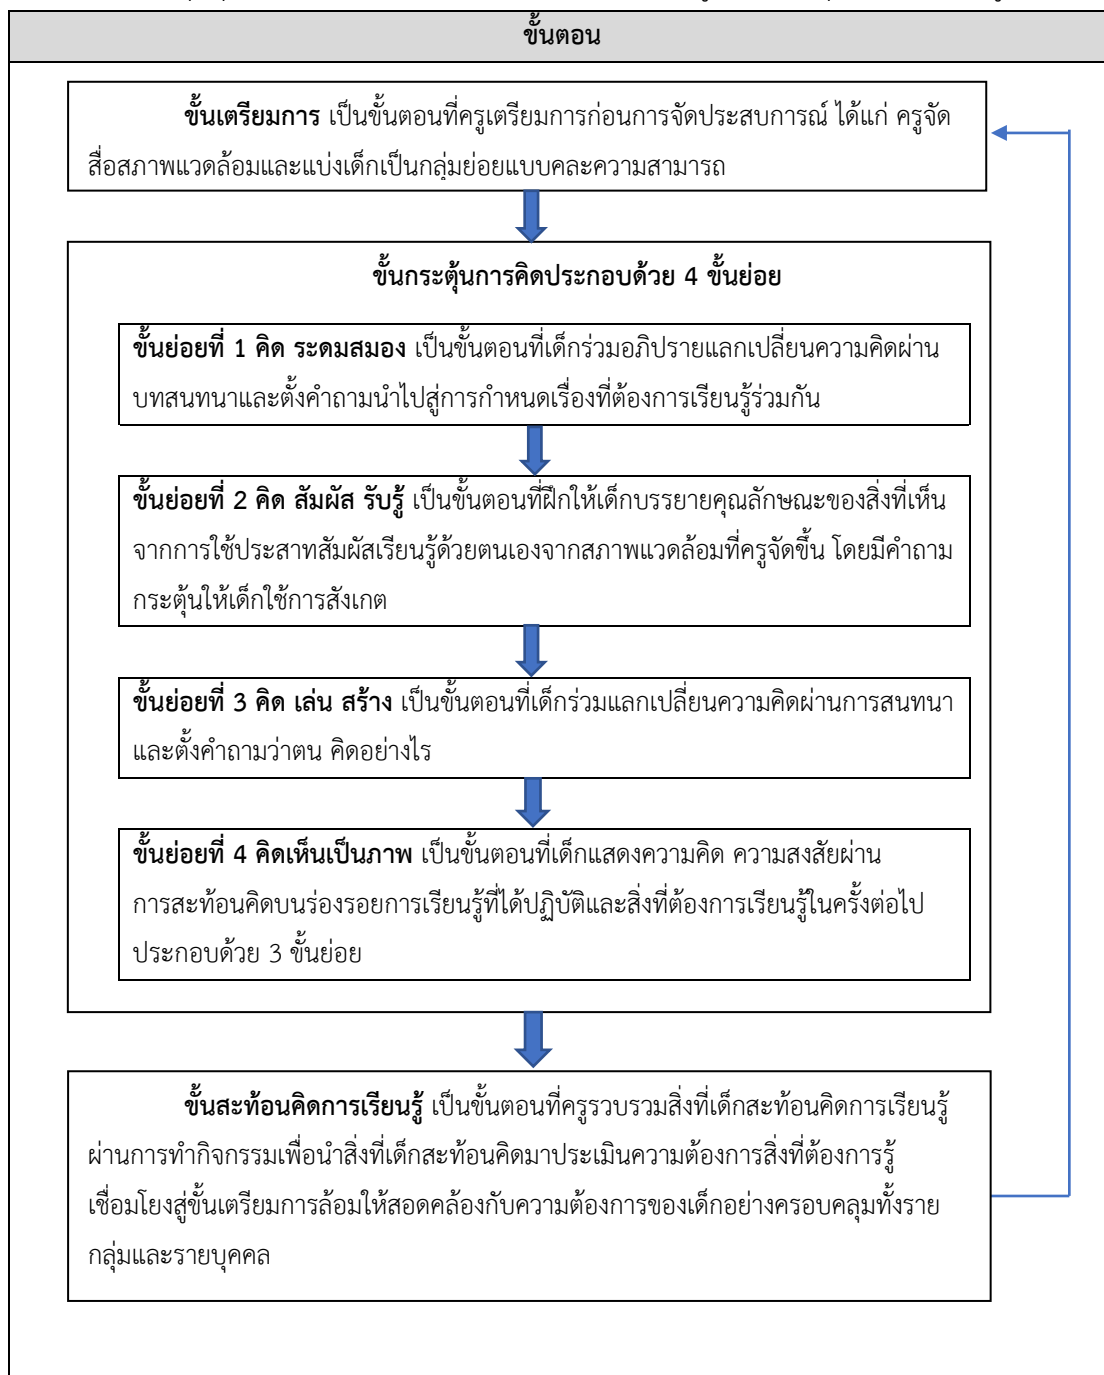 ขั้นตอน
ขั้นเตรียมการ เป็นขั้นตอนที่ครูเตรียมการก่อนการจัดประสบการณ์ ได้แก่ ครูจัด
สื่อสภาพแวดล้อมและแบ่งเด็กเป็นกลุ่มย่อยแบบคละความสามารถ
ขั้นกระตุ้นการคิดประกอบด้วย 4 ขั้นย่อย
ขั้นย่อยที่ 1 คิด ระดมสมอง เป็นขั้นตอนที่เด็กร่วมอภิปรายแลกเปลี่ยนความคิดผ่าน
บทสนทนาและตั้งคำถามนำไปสู่การกำหนดเรื่องที่ต้องการเรียนรู้ร่วมกัน
ขั้นย่อยที่ 2 คิด สัมผัส รับรู้ เป็นขั้นตอนที่ฝึกให้เด็กบรรยายคุณลักษณะของสิ่งที่เห็น
จากการใช้ประสาทสัมผัสเรียนรู้ด้วยตนเองจากสภาพแวดล้อมที่ครูจัดขึ้น โดยมีคำถาม
กระตุ้นให้เด็กใช้การสังเกต
ขั้นย่อยที่ 3 คิด เล่น สร้าง เป็นขั้นตอนที่เด็กร่วมแลกเปลี่ยนความคิดผ่านการสนทนา
และตั้งคำถามว่าตน คิดอย่างไร
ขั้นย่อยที่ 4 คิดเห็นเป็นภาพ เป็นขั้นตอนที่เด็กแสดงความคิด ความสงสัยผ่าน
การสะท้อนคิดบนร่องรอยการเรียนรู้ที่ได้ปฏิบัติและสิ่งที่ต้องการเรียนรู้ในครั้งต่อไป
ประกอบด้วย 3 ขั้นย่อย
ขั้นสะท้อนคิดการเรียนรู้ เป็นขั้นตอนที่ครูรวบรวมสิ่งที่เด็กสะท้อนคิดการเรียนรู้
ผ่านการทำกิจกรรมเพื่อนำสิ่งที่เด็กสะท้อนคิดมาประเมินความต้องการสิ่งที่ต้องการรู้
เชื่อมโยงสู่ขั้นเตรียมการล้อมให้สอดคล้องกับความต้องการของเด็กอย่างครอบคลุมทั้งราย
กลุ่มและรายบุคคล